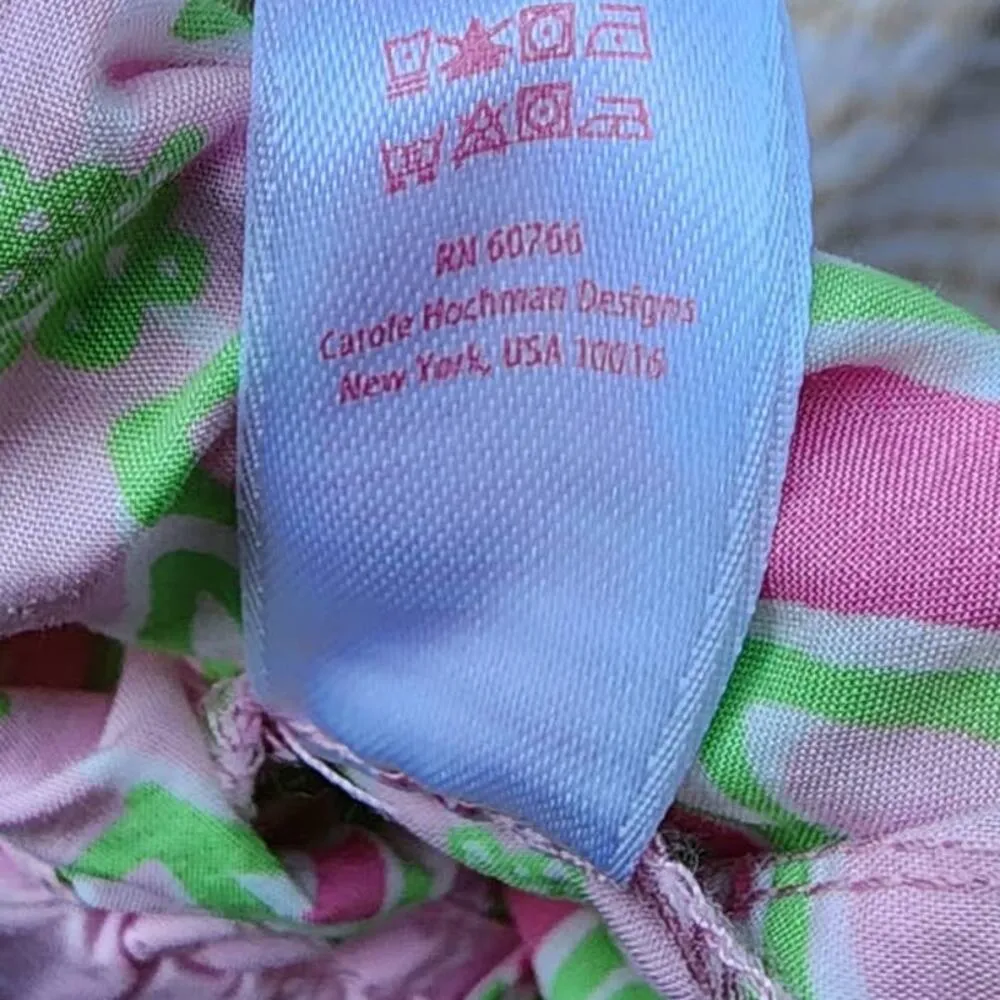 RN 60766
Carole Hochman Designs
New York, USA 10016